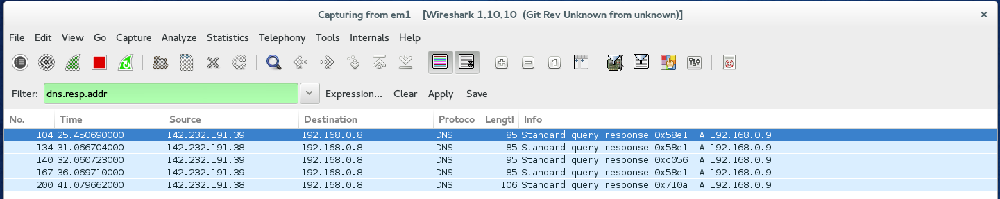 Capturing from em1 [Wireshark 1.10.10 (Git Rev Unknown from unknown)]
File Edit View Go Capture Analyze Statistics Telephony Tools Internals Help
Filter: dns.resp.addr Expression... Clear Apply Save
No. Time Source Destination Protoco Lengtl Info
104 25.450690000 142.232.191.39 192.168.0.8 DNS 85 Standard query response 0x58e1 A 192.168.0.9
134 31.066704000 142.232.191.38 192.168.0.8 DNS 85 Standard query response 0x58e1 A 192.168.0.9
140 32.060723000 142.232.191.39 192.168.0.8 DNS 95 Standard query response 0xc056 A 192.168.0.9
167 36.069710000 142.232.191.39 192.168.0.8 DNS 85 Standard query response 0x58e1 A 192.168.0.9
200 41.079662000 142.232.191.38 192.168.0.8 DNS 106 Standard query response 0x710a A 192.168.0.9